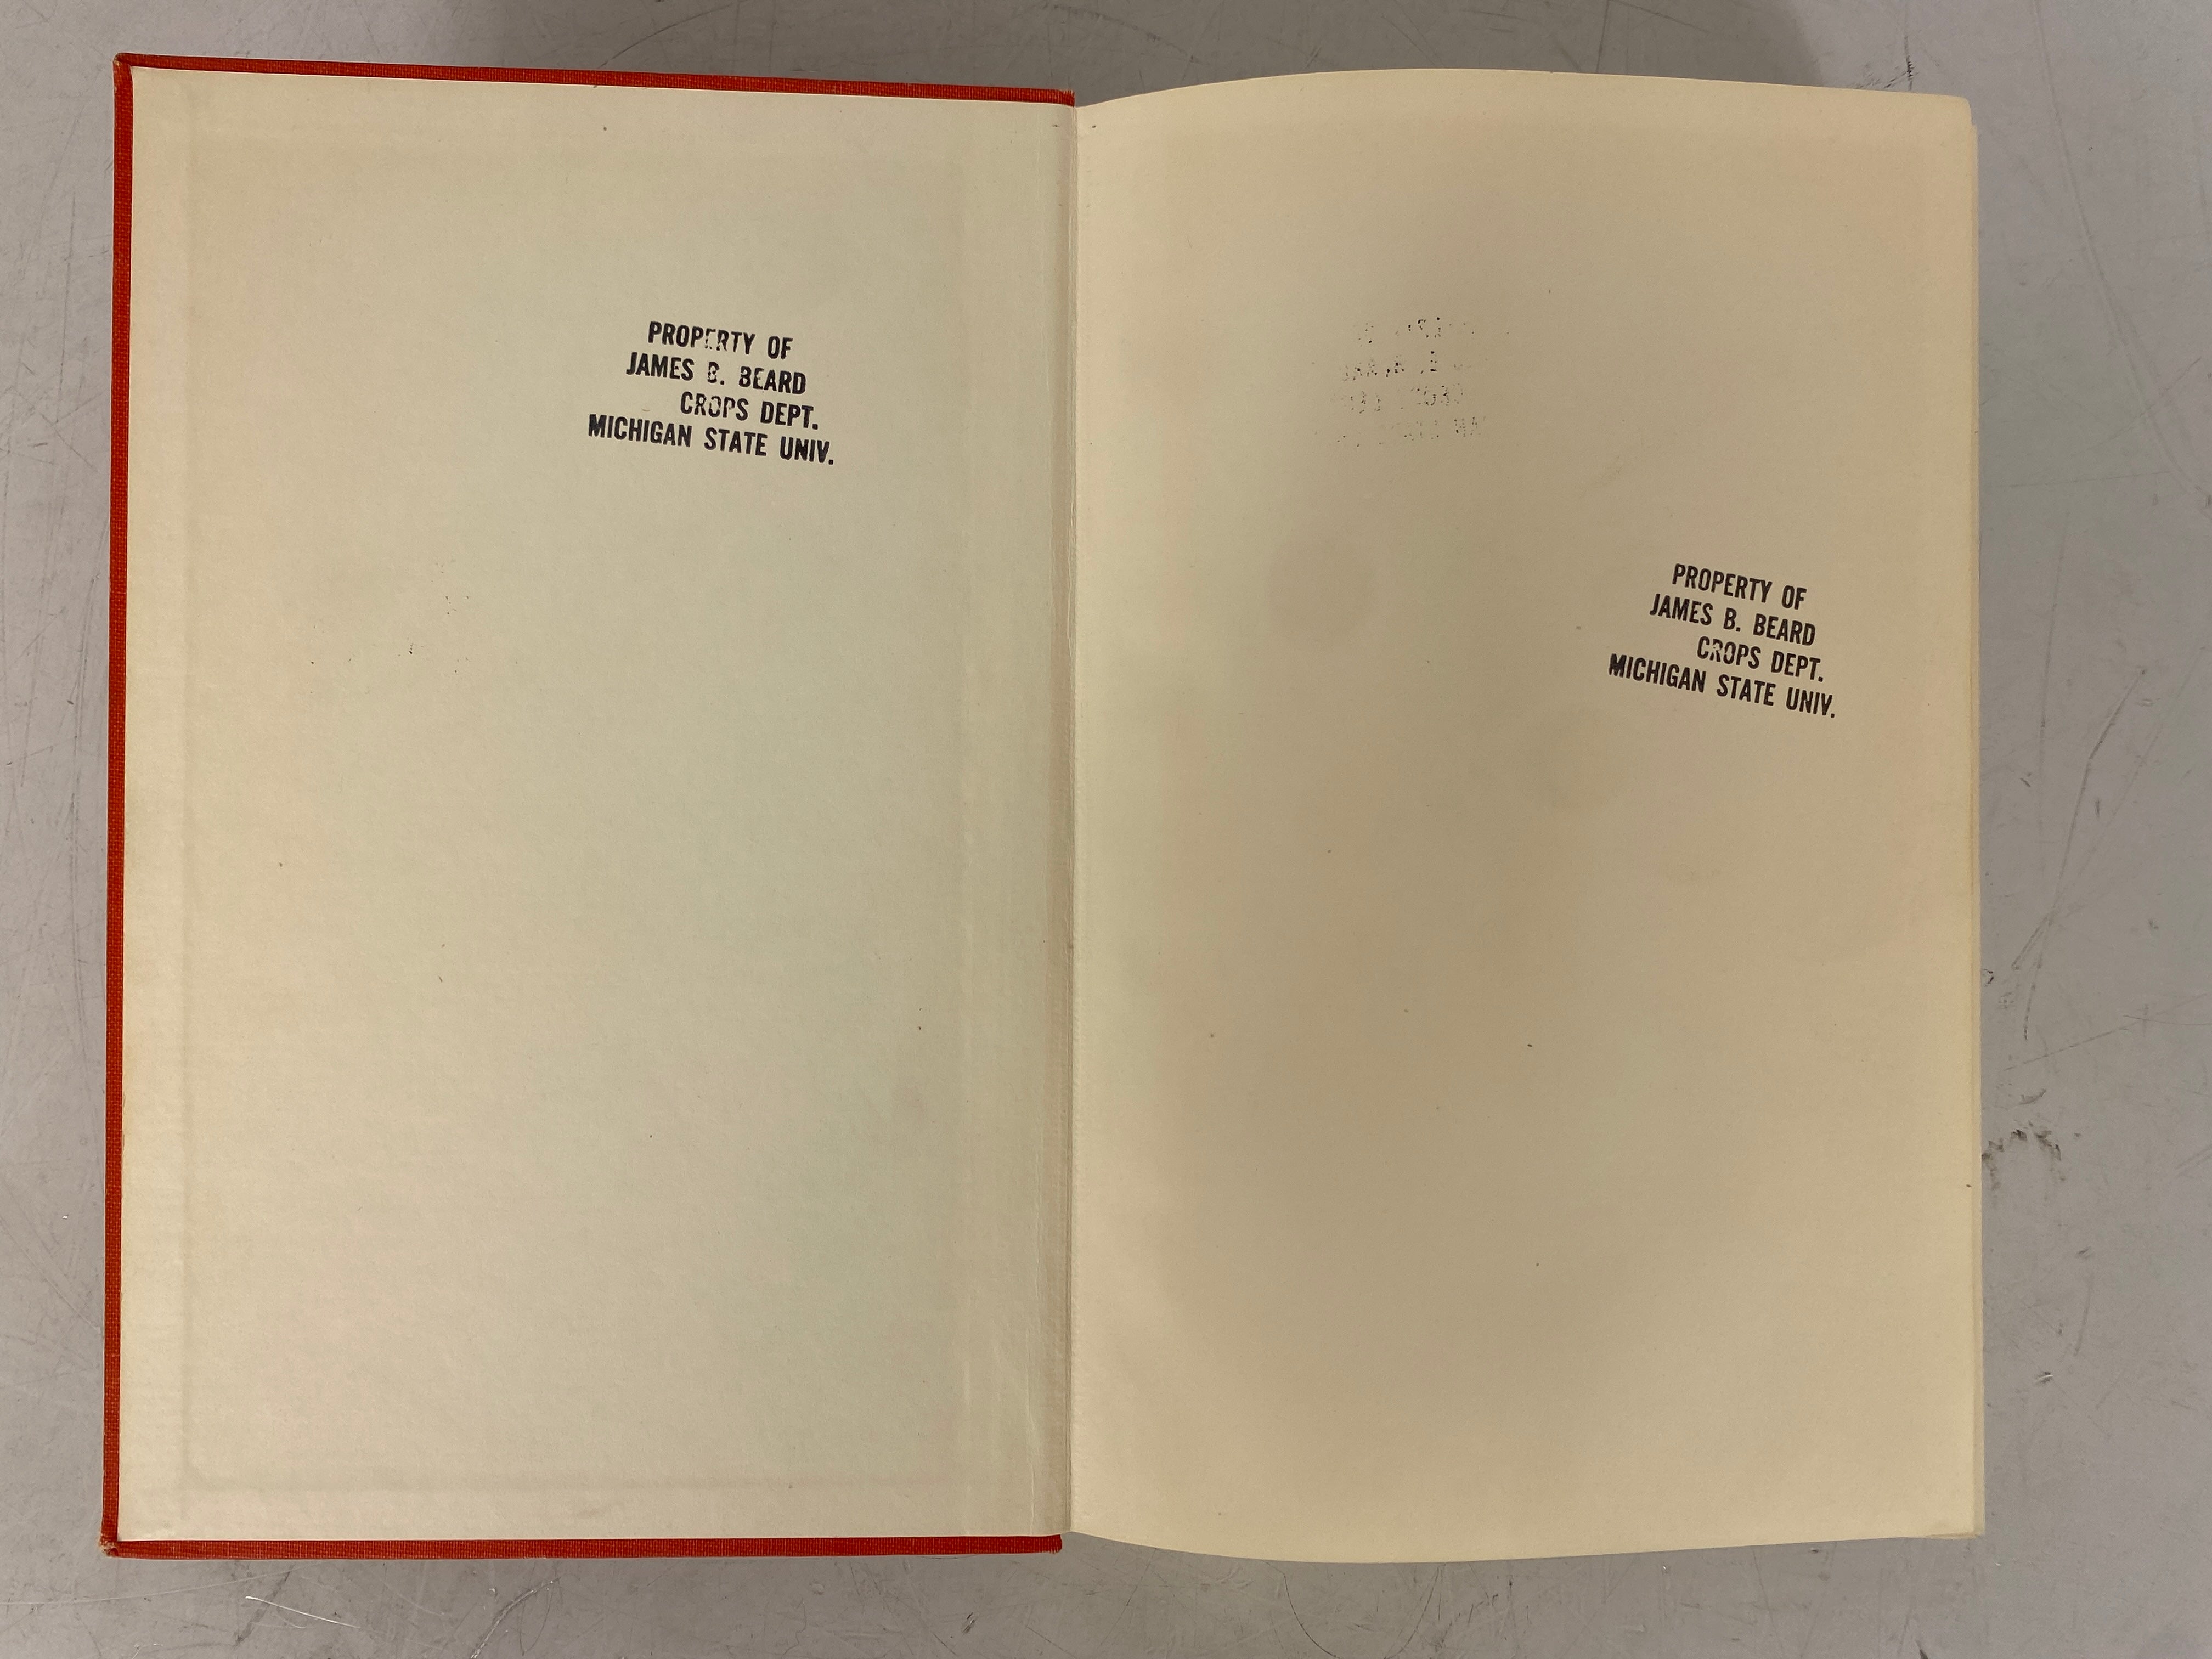 PROPERTY OF
JAMES B. BEARD
CROPS DEPT.
MICHIGAN STATE UNIV.
PROPERTY OF
JAMES B. BEARD
CROPS DEPT.
MICHIGAN STATE UNIV.